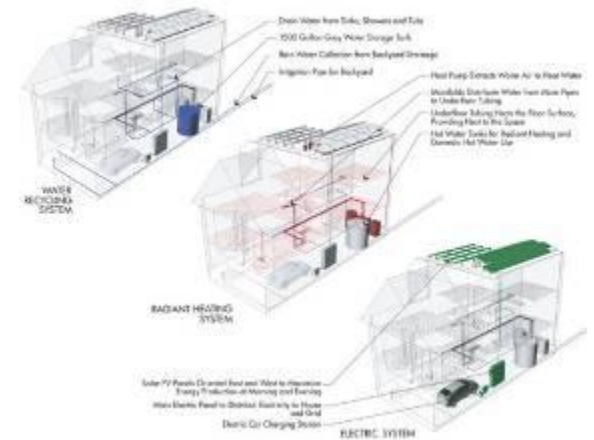 Drain Water from Sinks, Showers and Tubs
1500 Gallon Gray Water Storage Tank
Rain Water Collection from Backyard Drainage
Irrigation Pipe for Backyard
WATER
RECYCLING
SYSTEM
Heat Pump Extracts Warm Air to Heat Water
Manifolds Distribute Water from Main Pipes
to Underfloor Tubing
Underfloor Tubing Heats the Floor Surface,
Providing Heat to the Space
Hot Water Tanks for Radiant Heating and
Domestic Hot Water Use
RADIANT HEATING
SYSTEM
Solar PV Panels Oriented East and West to Maximize
Energy Production at Morning and Evening
Main Electric Panel to Distribute Electricity to House
and Grid
Electric Car Charging Station
ELECTRIC SYSTEM